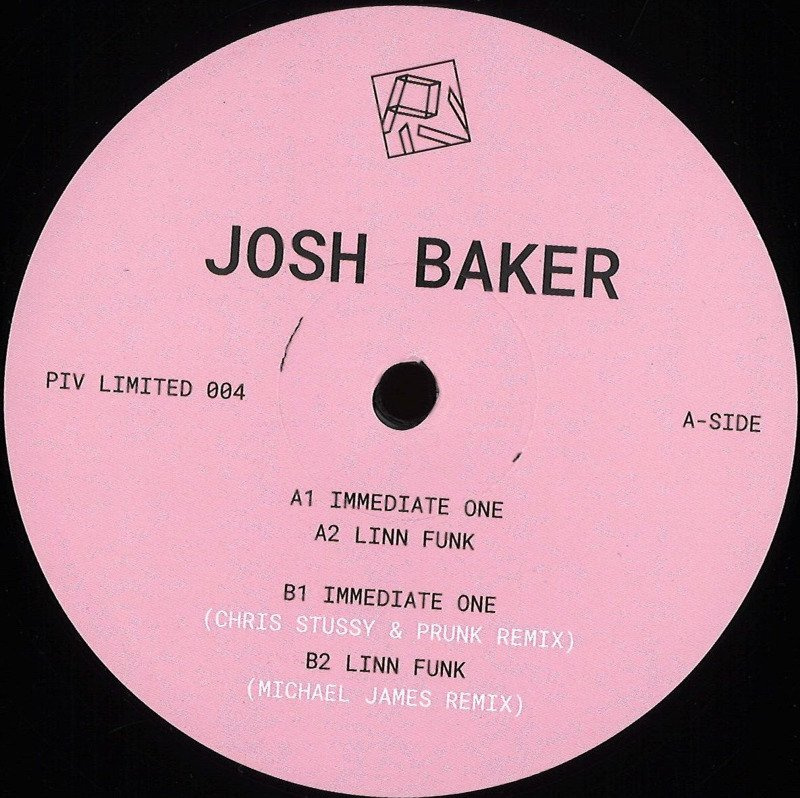 JOSH BAKER
PIV LIMITED 004
A-SIDE
A1 IMMEDIATE ONE
A2 LINN FUNK
B1 IMMEDIATE ONE
(CHRIS STUSSY & PRUNK REMIX)
B2 LINN FUNK
(MICHAEL JAMES REMIX)